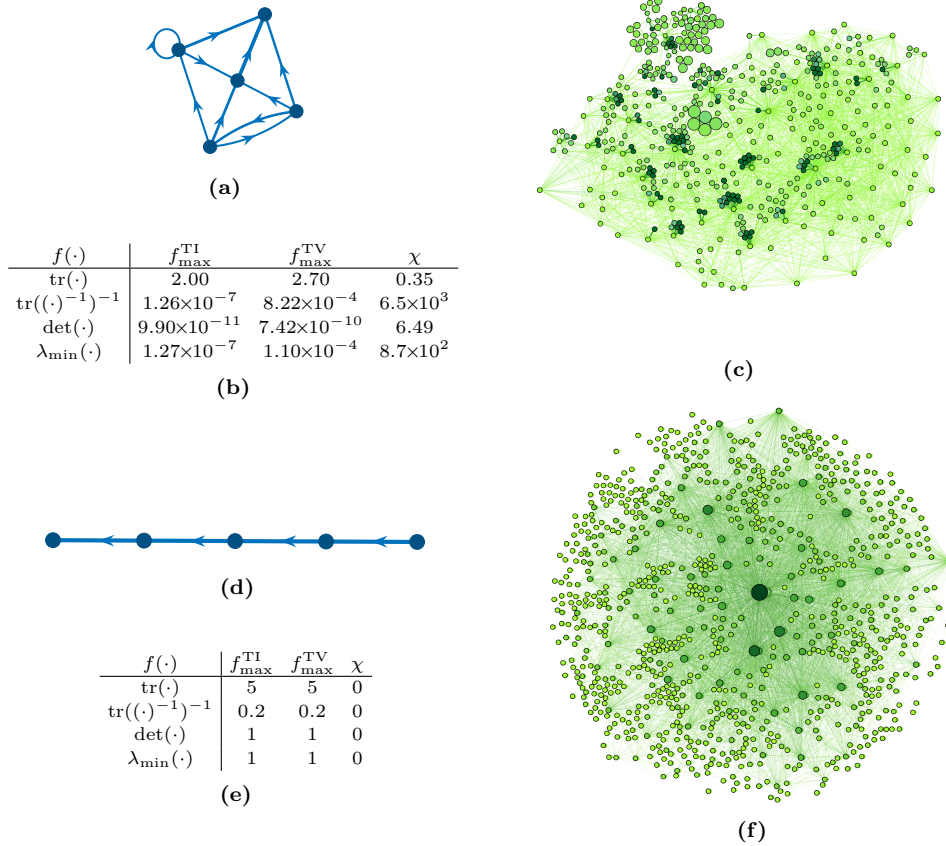 (a)
f(·) f_max^TI f_max^TV χ
tr(·) 2.00 2.70 0.35
tr((·)^−1)^−1 1.26×10^−7 8.22×10^−4 6.5×10^3
det(·) 9.90×10^−11 7.42×10^−10 6.49
λ_min(·) 1.27×10^−7 1.10×10^−4 8.7×10^2
(b)
(c)
(d)
f(·) f_max^TI f_max^TV χ
tr(·) 5 5 0
tr((·)^−1)^−1 0.2 0.2 0
det(·) 1 1 0
λ_min(·) 1 1 0
(e)
(f)